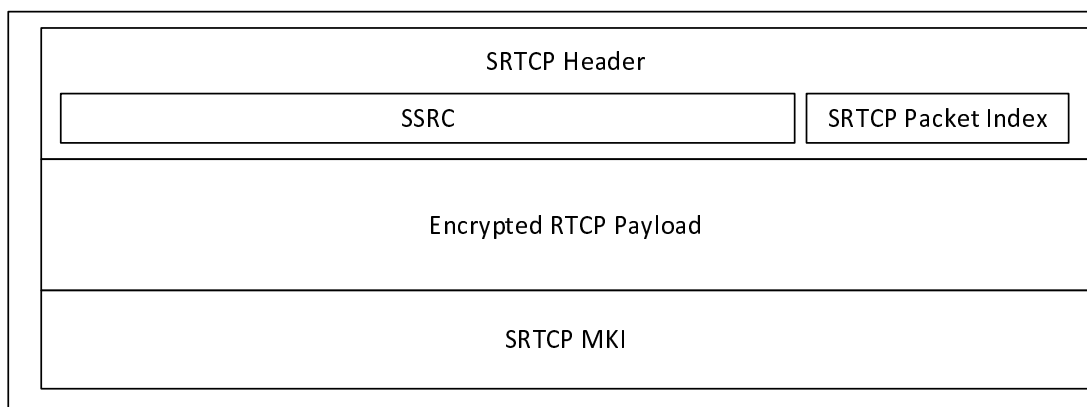 SRTCP Header
SSRC
SRTCP Packet Index
Encrypted RTCP Payload
SRTCP MKI